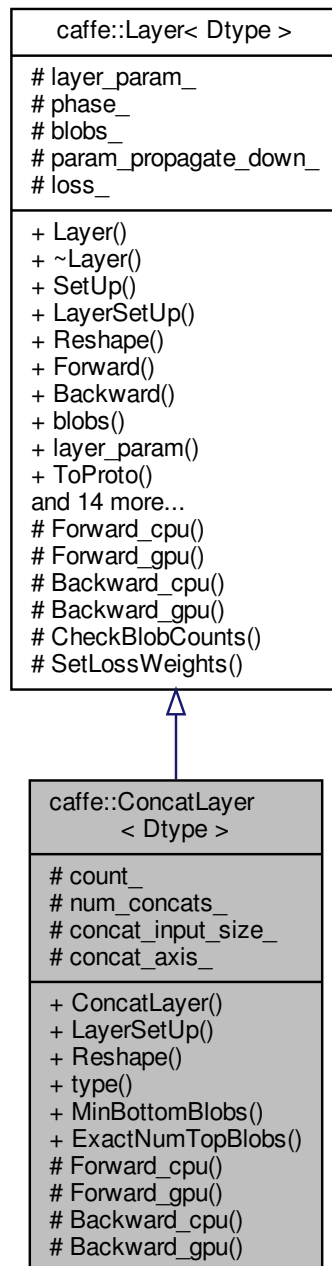 caffe::Layer< Dtype >
# layer_param_
# phase_
# blobs_
# param_propagate_down_
# loss_
+ Layer()
+ ~Layer()
+ SetUp()
+ LayerSetUp()
+ Reshape()
+ Forward()
+ Backward()
+ blobs()
+ layer_param()
+ ToProto()
and 14 more...
# Forward_cpu()
# Forward_gpu()
# Backward_cpu()
# Backward_gpu()
# CheckBlobCounts()
# SetLossWeights()
caffe::ConcatLayer
< Dtype >
# count_
# num_concats_
# concat_input_size_
# concat_axis_
+ ConcatLayer()
+ LayerSetUp()
+ Reshape()
+ type()
+ MinBottomBlobs()
+ ExactNumTopBlobs()
# Forward_cpu()
# Forward_gpu()
# Backward_cpu()
# Backward_gpu()